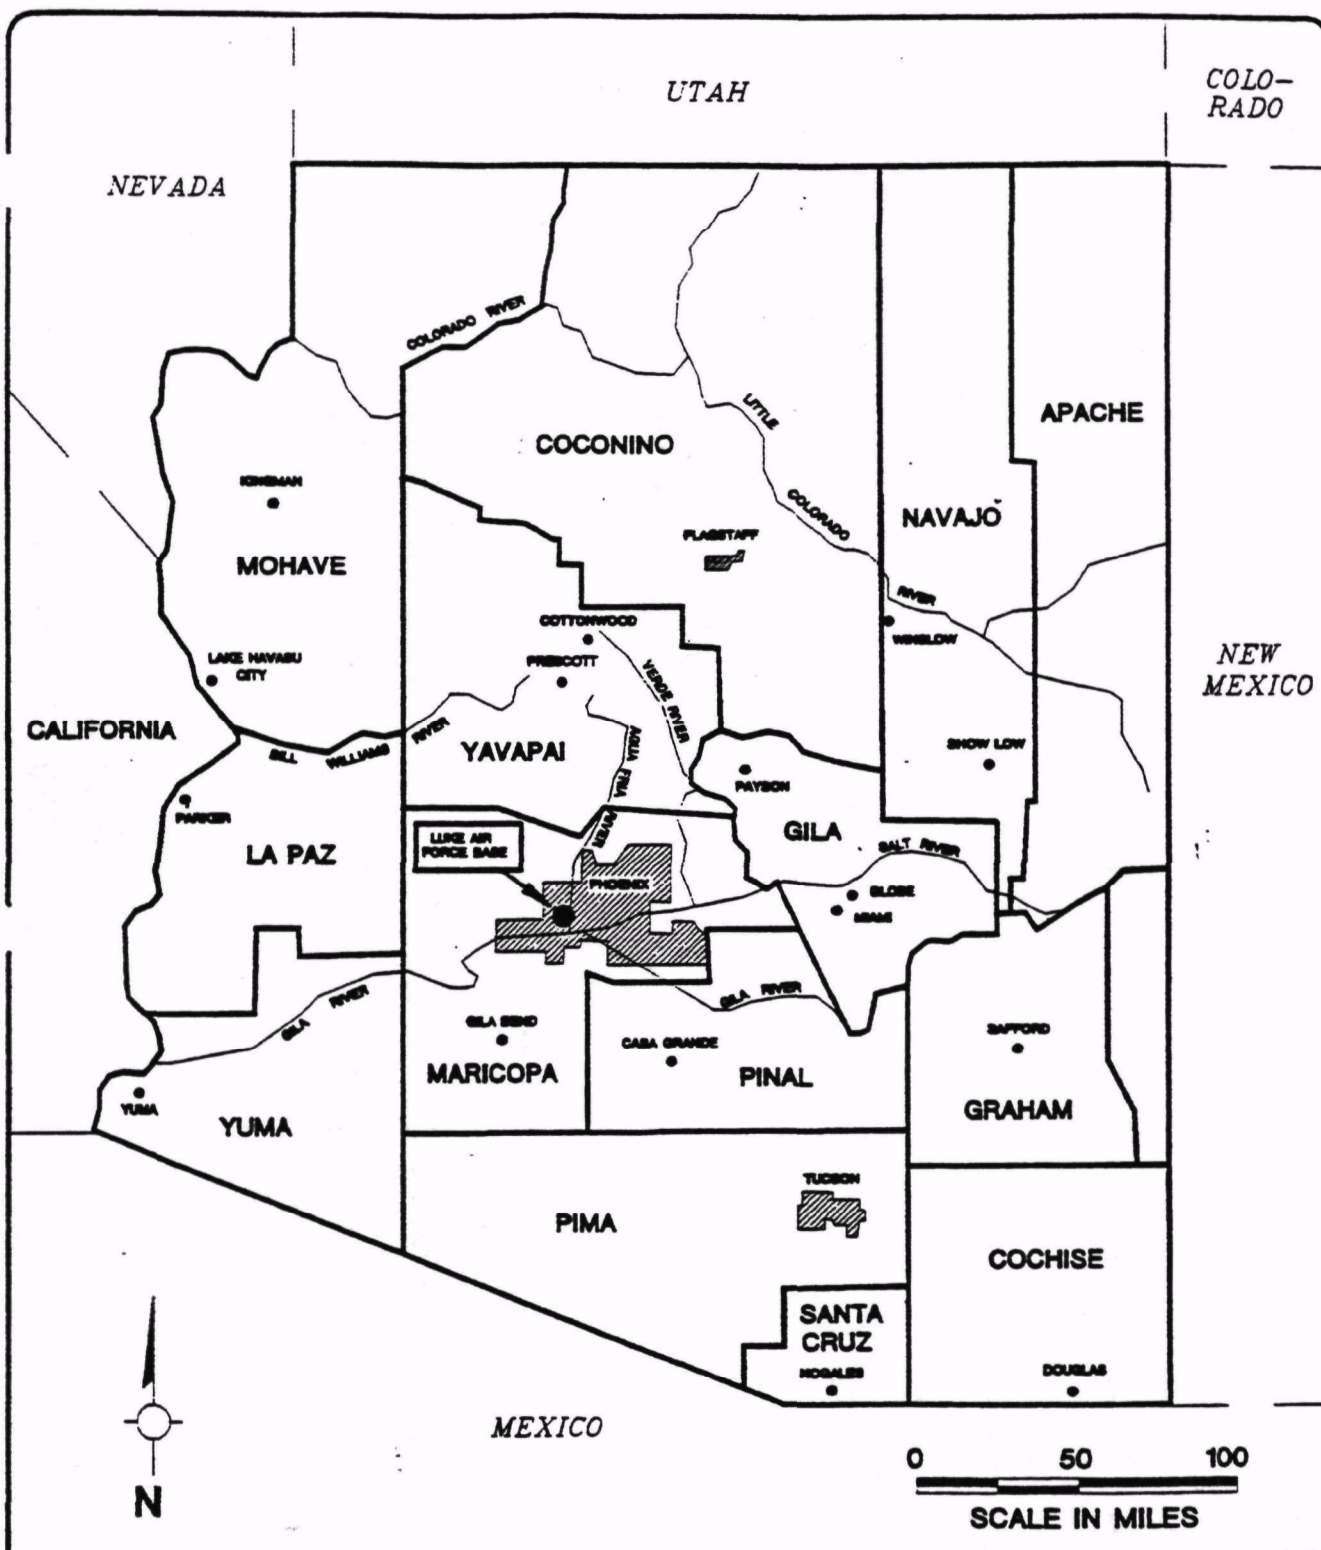 UTAH
COLO-
RADO
NEVADA
COLORADO RIVER
LITTLE
APACHE
COCONINO
KINGMAN
COLORADO
NAVAJO
FLAGSTAFF
MOHAVE
RIVER
COTTONWOOD
WINSLOW
LAKE HAVASU
CITY
PRESCOTT
VERDE RIVER
NEW
MEXICO
CALIFORNIA
BILL WILLIAMS RIVER
YAVAPAI
AGUA FRIA
RIVER
SHOW LOW
PAYSON
PARKER
LUKE AIR
FORCE BASE
GILA
SALT RIVER
LA PAZ
PHOENIX
GLOBE
MIAMI
GILA RIVER
GILA RIVER
GILA BEND
SAFFORD
CASA GRANDE
MARICOPA
PINAL
YUMA
GRAHAM
YUMA
TUCSON
PIMA
COCHISE
SANTA
CRUZ
NOGALES
DOUGLAS
MEXICO
N
0 50 100
SCALE IN MILES